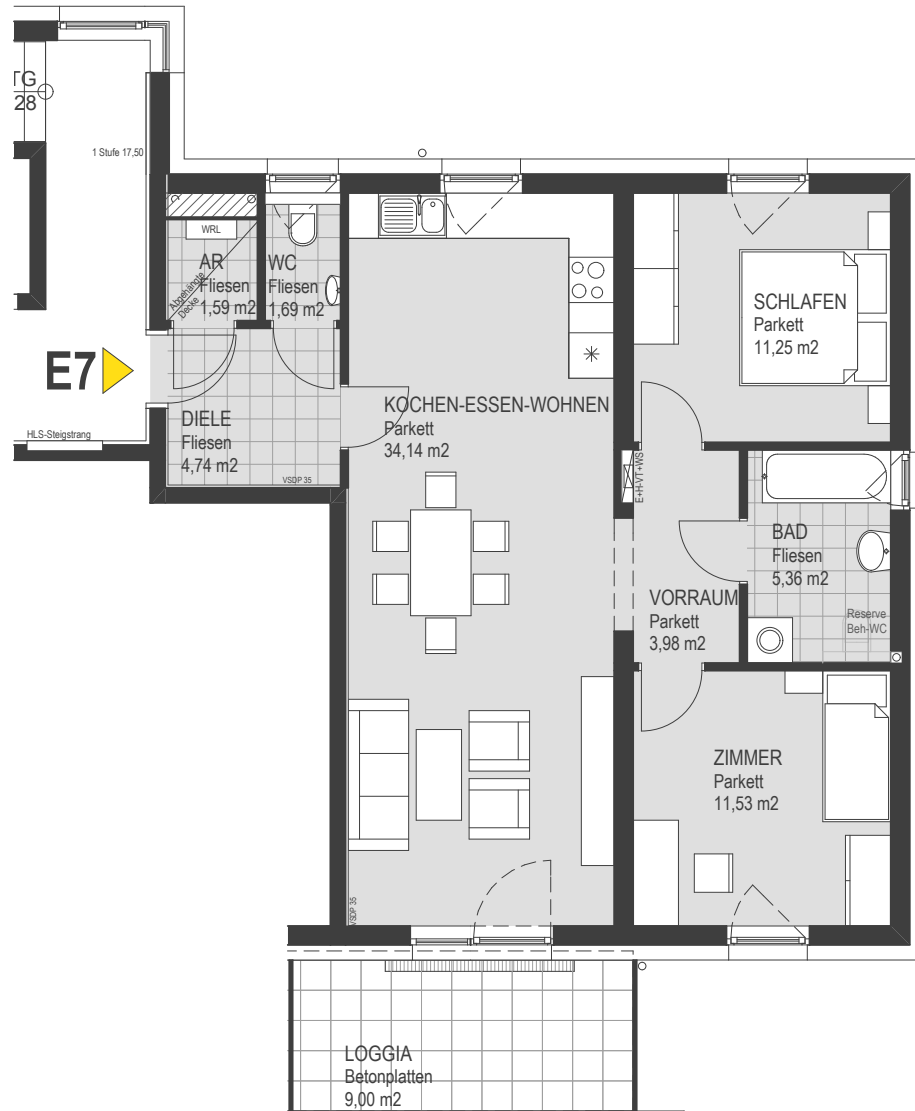 TG
28
1 Stufe 17,50
WRL
AR
Fliesen
1,59 m2
Abgehängte
Decke
WC
Fliesen
1,69 m2
SCHLAFEN
Parkett
11,25 m2
E7
DIELE
Fliesen
4,74 m2
HLS-Steigstrang
VSDP 35
KOCHEN-ESSEN-WOHNEN
Parkett
34,14 m2
E+H-VT+WS
BAD
Fliesen
5,36 m2
VORRAUM
Parkett
3,98 m2
Reserve
Beh-WC
ZIMMER
Parkett
11,53 m2
VSDP 35
LOGGIA
Betonplatten
9,00 m2